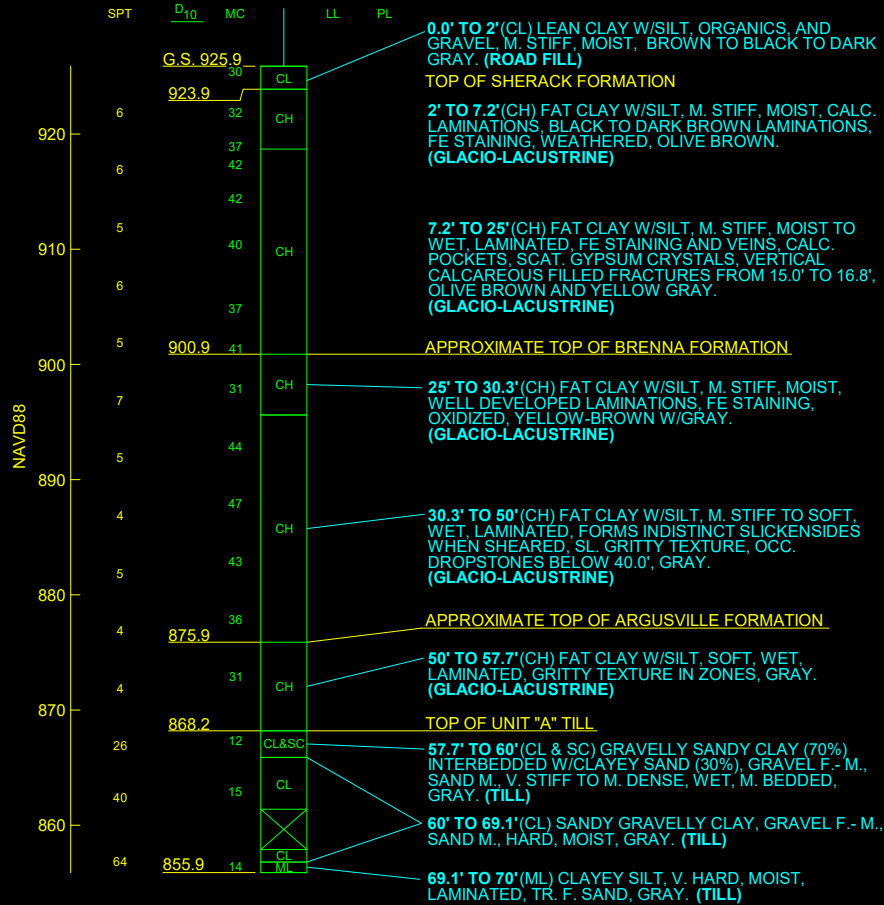 SPT D10 MC LL PL
0.0' TO 2'(CL) LEAN CLAY W/SILT, ORGANICS, AND
GRAVEL, M. STIFF, MOIST, BROWN TO BLACK TO DARK
GRAY. (ROAD FILL)
G.S. 925.9
30
CL
TOP OF SHERACK FORMATION
923.9
2' TO 7.2'(CH) FAT CLAY W/SILT, M. STIFF, MOIST, CALC.
LAMINATIONS, BLACK TO DARK BROWN LAMINATIONS,
FE STAINING, WEATHERED, OLIVE BROWN.
(GLACIO-LACUSTRINE)
6
32
CH
920
37
6
42
42
5
7.2' TO 25'(CH) FAT CLAY W/SILT, M. STIFF, MOIST TO
WET, LAMINATED, FE STAINING AND VEINS, CALC.
POCKETS, SCAT. GYPSUM CRYSTALS, VERTICAL
CALCAREOUS FILLED FRACTURES FROM 15.0' TO 16.8',
OLIVE BROWN AND YELLOW GRAY.
(GLACIO-LACUSTRINE)
910
40
CH
6
37
5
900.9
41
APPROXIMATE TOP OF BRENNA FORMATION
900
31
CH
25' TO 30.3'(CH) FAT CLAY W/SILT, M. STIFF, MOIST,
WELL DEVELOPED LAMINATIONS, FE STAINING,
OXIDIZED, YELLOW-BROWN W/GRAY.
(GLACIO-LACUSTRINE)
7
NAVD88
44
5
890
47
4
CH
30.3' TO 50'(CH) FAT CLAY W/SILT, M. STIFF TO SOFT,
WET, LAMINATED, FORMS INDISTINCT SLICKENSIDES
WHEN SHEARED, SL. GRITTY TEXTURE, OCC.
DROPSTONES BELOW 40.0', GRAY.
(GLACIO-LACUSTRINE)
43
5
880
36
APPROXIMATE TOP OF ARGUSVILLE FORMATION
4
875.9
50' TO 57.7'(CH) FAT CLAY W/SILT, SOFT, WET,
LAMINATED, GRITTY TEXTURE IN ZONES, GRAY.
(GLACIO-LACUSTRINE)
31
4
CH
870
868.2
TOP OF UNIT "A" TILL
26
12
CL&SC
57.7' TO 60'(CL & SC) GRAVELLY SANDY CLAY (70%)
INTERBEDDED W/CLAYEY SAND (30%), GRAVEL F.- M.,
SAND M., V. STIFF TO M. DENSE, WET, M. BEDDED,
GRAY. (TILL)
40
15
CL
860
60' TO 69.1'(CL) SANDY GRAVELLY CLAY, GRAVEL F.- M.,
SAND M., HARD, MOIST, GRAY. (TILL)
CL
64
855.9
14
ML
69.1' TO 70'(ML) CLAYEY SILT, V. HARD, MOIST,
LAMINATED, TR. F. SAND, GRAY. (TILL)